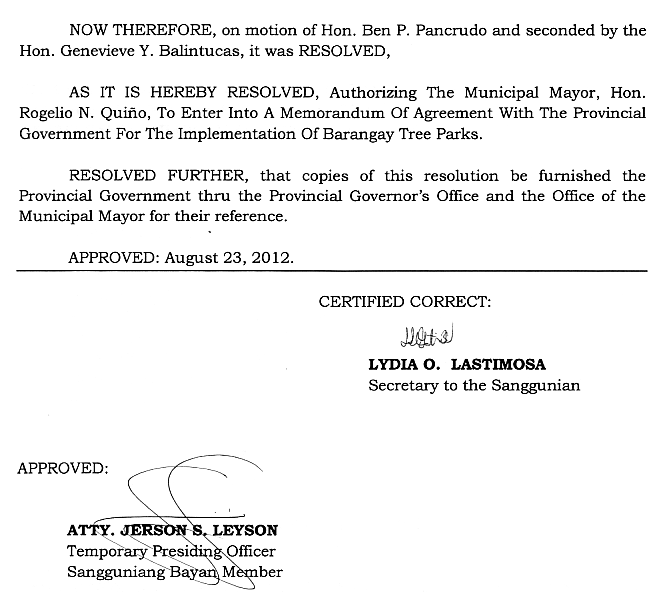 NOW THEREFORE, on motion of Hon. Ben P. Pancrudo and seconded by the
Hon. Genevieve Y. Balintucas, it was RESOLVED,
AS IT IS HEREBY RESOLVED, Authorizing The Municipal Mayor, Hon.
Rogelio N. Quiño, To Enter Into A Memorandum Of Agreement With The Provincial
Government For The Implementation Of Barangay Tree Parks.
RESOLVED FURTHER, that copies of this resolution be furnished the
Provincial Government thru the Provincial Governor's Office and the Office of the
Municipal Mayor for their reference.
APPROVED: August 23, 2012.
CERTIFIED CORRECT:
LYDIA O. LASTIMOSA
Secretary to the Sanggunian
APPROVED:
ATTY. JERSON S. LEYSON
Temporary Presiding Officer
Sangguniang Bayan Member